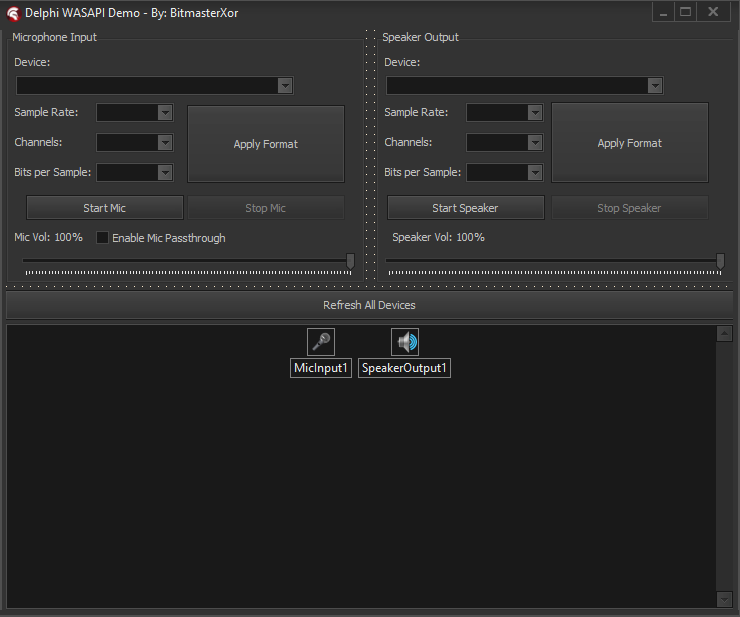 Delphi WASAPI Demo - By: BitmasterXor
Microphone Input
Device:
Sample Rate:
Channels:
Bits per Sample:
Apply Format
Start Mic
Stop Mic
Mic Vol: 100%
Enable Mic Passthrough
Speaker Output
Device:
Sample Rate:
Channels:
Bits per Sample:
Apply Format
Start Speaker
Stop Speaker
Speaker Vol: 100%
Refresh All Devices
MicInput1
SpeakerOutput1